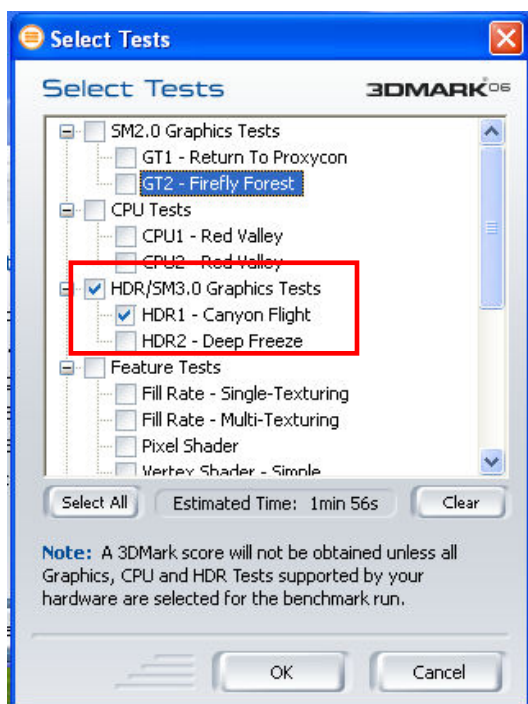 Select Tests
Select Tests 3DMARK®06
SM2.0 Graphics Tests
GT1 - Return To Proxycon
GT2 - Firefly Forest
CPU Tests
CPU1 - Red Valley
CPU2 - Red Valley
HDR/SM3.0 Graphics Tests
HDR1 - Canyon Flight
HDR2 - Deep Freeze
Feature Tests
Fill Rate - Single-Texturing
Fill Rate - Multi-Texturing
Pixel Shader
Vertex Shader - Simple
Select All Estimated Time: 1min 56s Clear
Note: A 3DMark score will not be obtained unless all
Graphics, CPU and HDR Tests supported by your
hardware are selected for the benchmark run.
OK Cancel